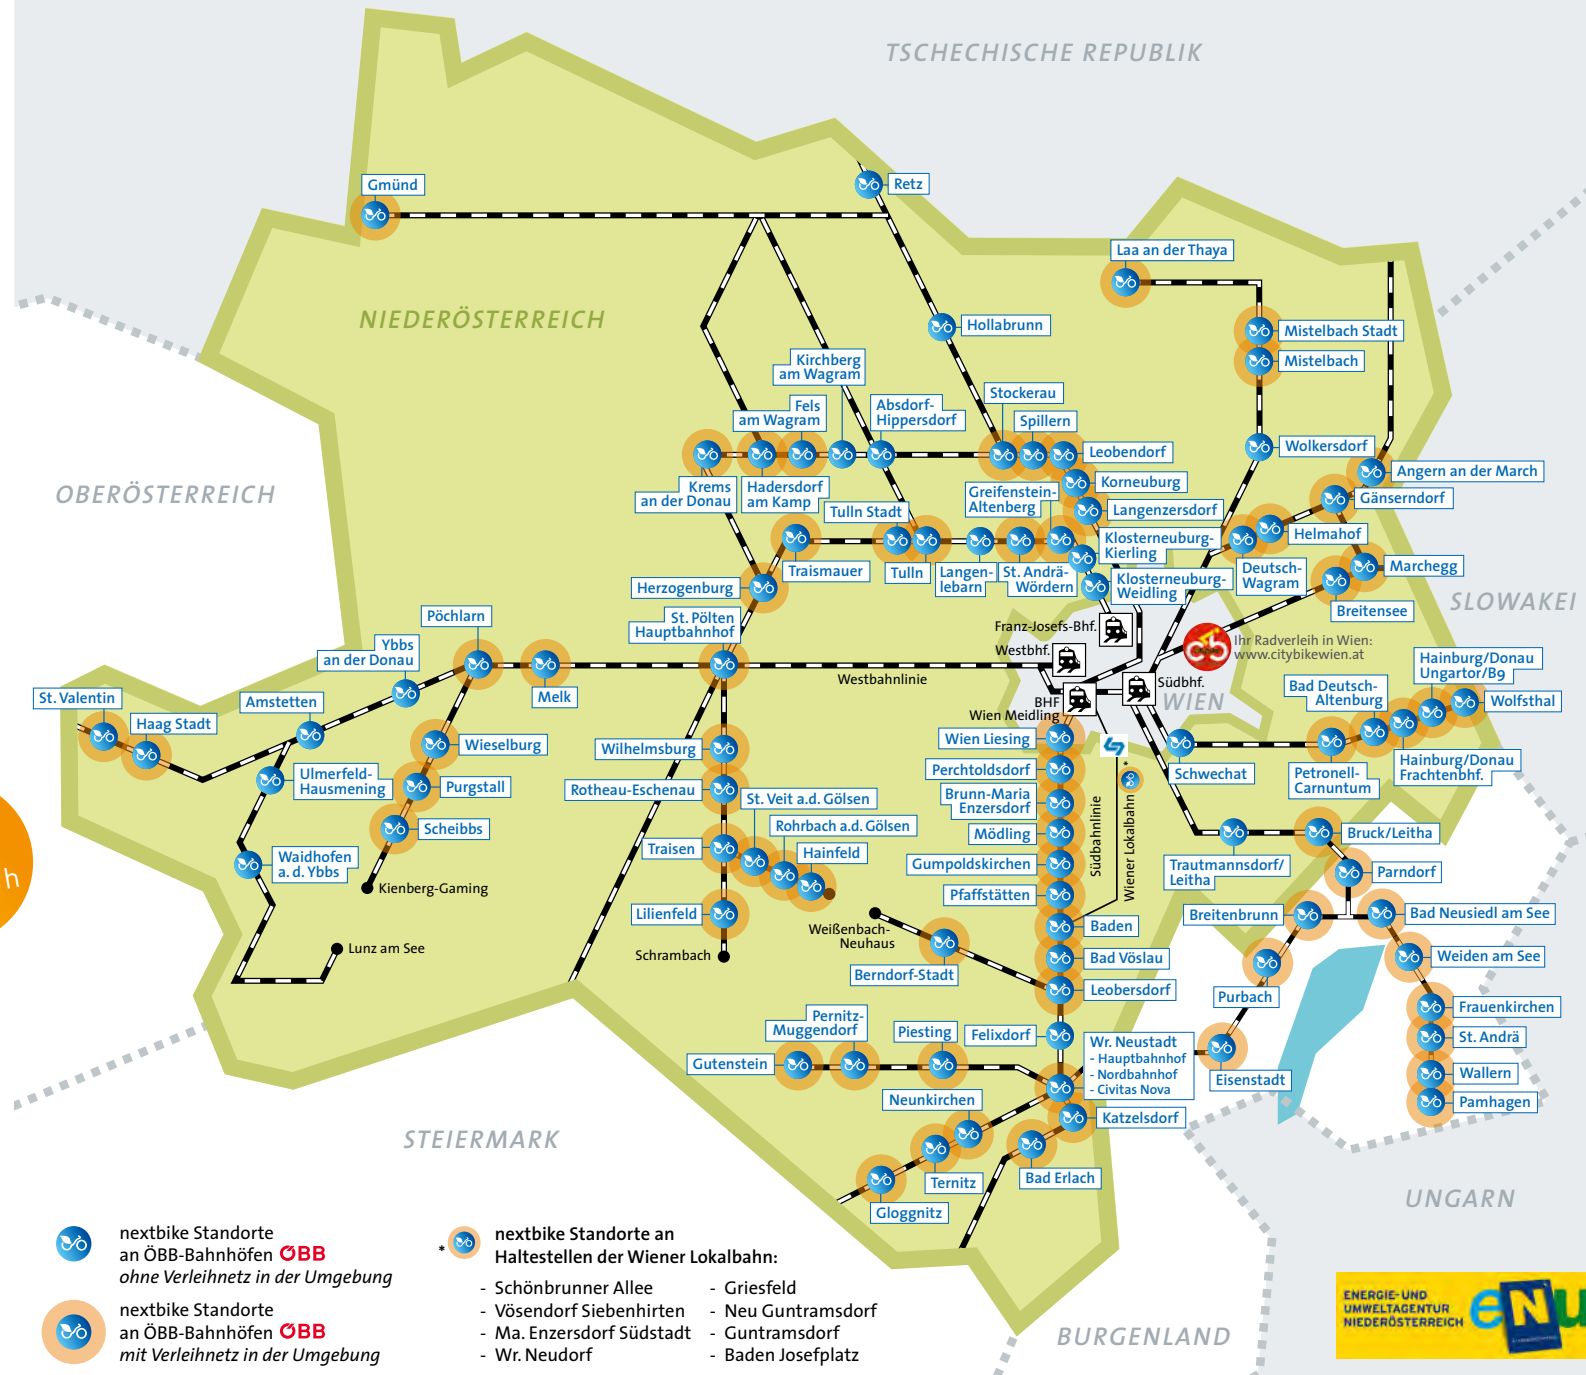 TSCHECHISCHE REPUBLIK
Gmünd
Retz
Laa an der Thaya
NIEDERÖSTERREICH
Hollabrunn
Mistelbach Stadt
Mistelbach
Kirchberg
am Wagram
Stockerau
Fels
am Wagram
Absdorf-
Hippersdorf
Spillern
Leobendorf
Wolkersdorf
Angern an der March
Korneuburg
Gänserndorf
OBERÖSTERREICH
Krems
an der Donau
Hadersdorf
am Kamp
Greifenstein-
Altenberg
Tulln Stadt
Langenzersdorf
Helmahof
Klosterneuburg-
Kierling
Traismauer
Tulln
Langen-
lebarn
St. Andrä-
Wördern
Deutsch-
Wagram
Marchegg
Klosterneuburg-
Weidling
Herzogenburg
Breitensee
SLOWAKEI
Pöchlarn
St. Pölten
Hauptbahnhof
Franz-Josefs-Bhf.
Ybbs
an der Donau
Westbhf.
Ihr Radverleih in Wien:
www.citybikewien.at
Hainburg/Donau
Ungartor/B9
Westbahnlinie
Südbhf.
Bad Deutsch-
Altenburg
St. Valentin
Haag Stadt
Amstetten
Melk
BHF
Wien Meidling
WIEN
Wolfsthal
Wieselburg
Wilhelmsburg
Wien Liesing
Schwechat
Perchtoldsdorf
Petronell-
Carnuntum
Hainburg/Donau
Frachtenbhf.
Ulmerfeld-
Hausmening
Purgstall
Rotheau-Eschenau
St. Veit a.d. Gölsen
Brunn-Maria
Enzersdorf
*
Südbahnlinie
Wiener Lokalbahn
Scheibbs
Rohrbach a.d. Gölsen
Mödling
Bruck/Leitha
Traisen
Hainfeld
Waidhofen
a. d. Ybbs
Gumpoldskirchen
Trautmannsdorf/
Leitha
Parndorf
h
Kienberg-Gaming
Pfaffstätten
Lilienfeld
Breitenbrunn
Bad Neusiedl am See
Weißenbach-
Neuhaus
Baden
Lunz am See
Schrambach
Bad Vöslau
Weiden am See
Berndorf-Stadt
Leobersdorf
Purbach
Frauenkirchen
Pernitz-
Muggendorf
Piesting
Felixdorf
St. Andrä
Wr. Neustadt
- Hauptbahnhof
- Nordbahnhof
- Civitas Nova
Gutenstein
Eisenstadt
Wallern
Neunkirchen
Pamhagen
Katzelsdorf
STEIERMARK
Ternitz
Bad Erlach
Gloggnitz
UNGARN
BURGENLAND
nextbike Standorte
an ÖBB-Bahnhöfen ÖBB
ohne Verleihnetz in der Umgebung
nextbike Standorte
an ÖBB-Bahnhöfen ÖBB
mit Verleihnetz in der Umgebung
*
nextbike Standorte an
Haltestellen der Wiener Lokalbahn:
- Schönbrunner Allee
- Vösendorf Siebenhirten
- Ma. Enzersdorf Südstadt
- Wr. Neudorf
- Griesfeld
- Neu Guntramsdorf
- Guntramsdorf
- Baden Josefplatz
ENERGIE-UND
UMWELTAGENTUR
NIEDERÖSTERREICH
eNu